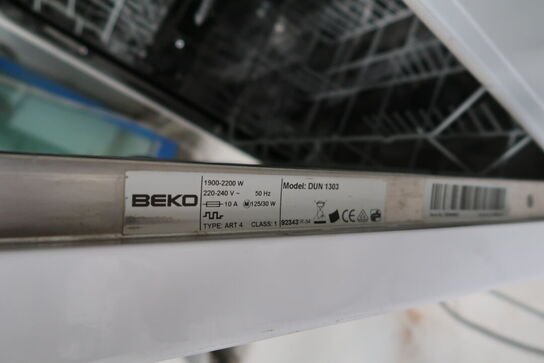 BEKO
1900-2200 W
220-240 V ~ 50 Hz
10 A M 125/30 W
TYPE: ART 4 CLASS: 1
Model: DUN 1303
92343
CE